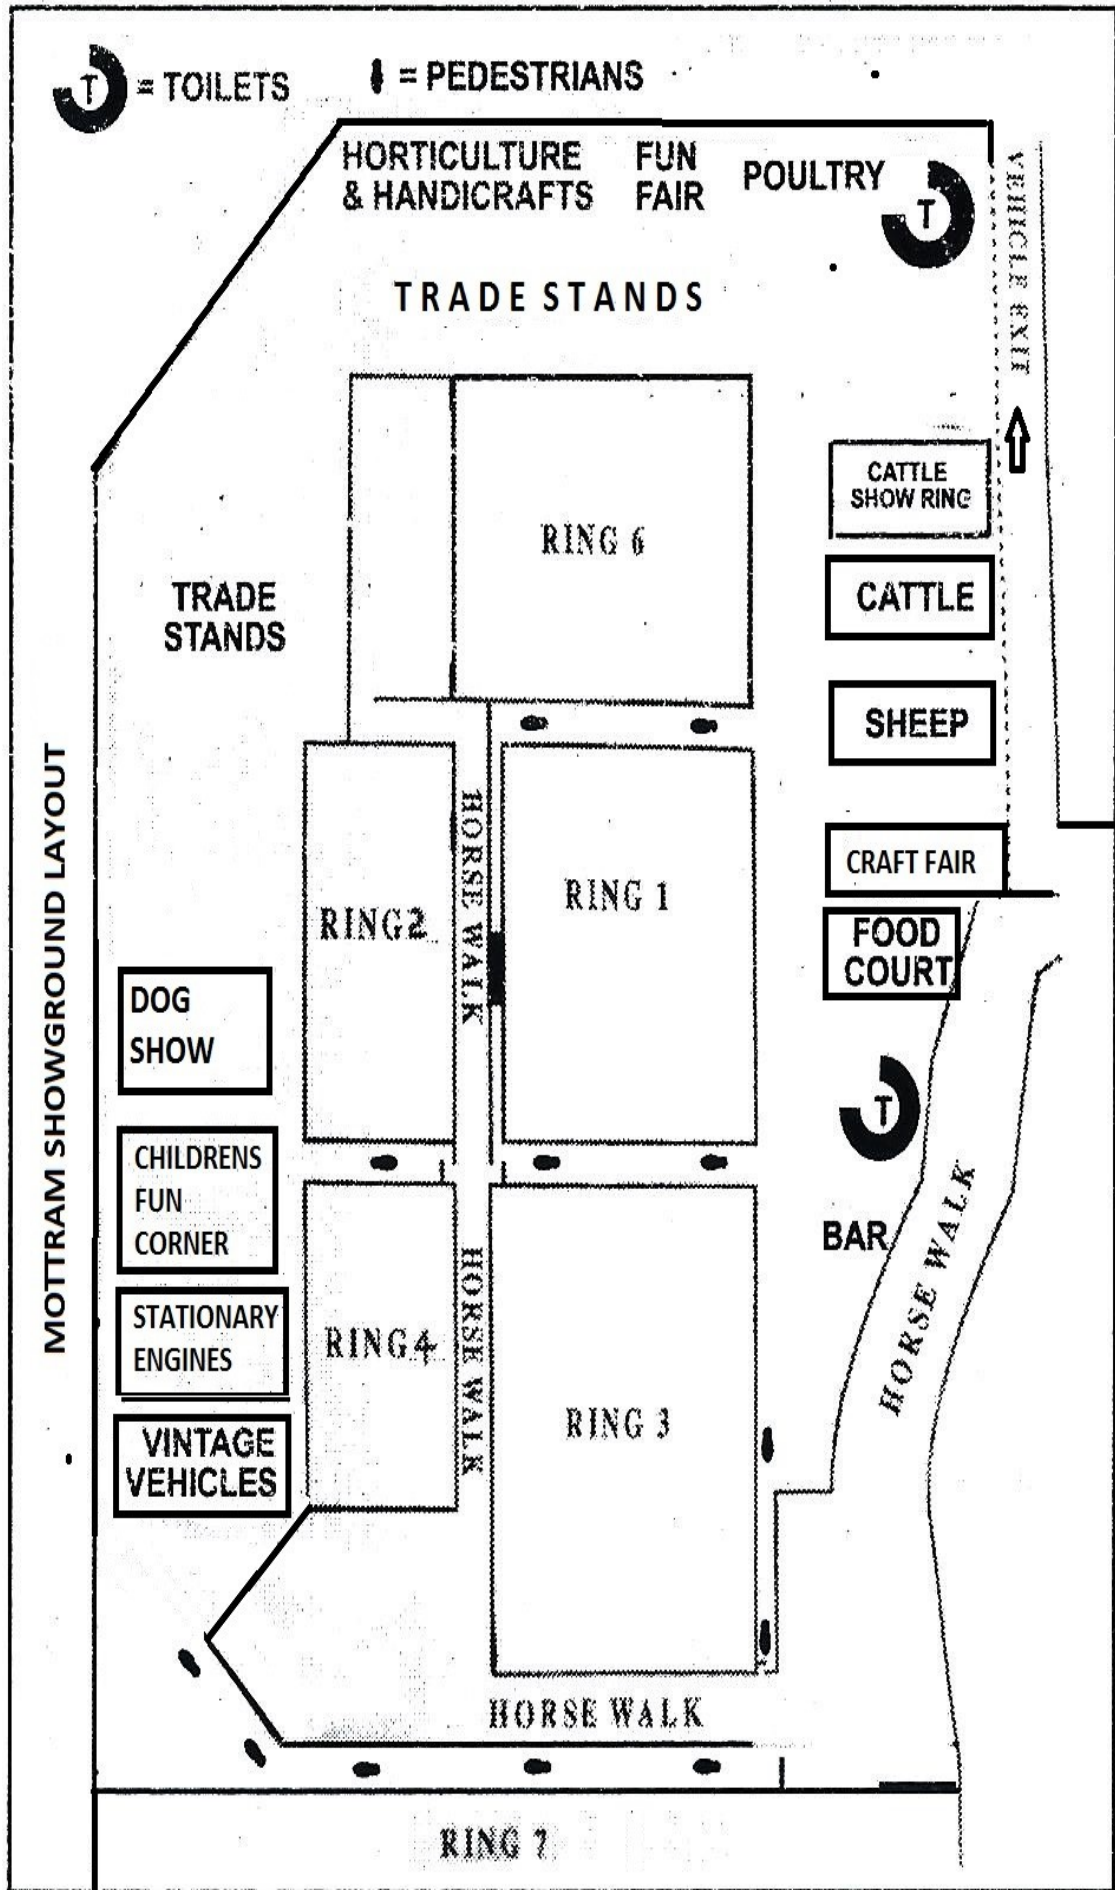 T = TOILETS
= PEDESTRIANS
HORTICULTURE
& HANDICRAFTS
FUN
FAIR
POULTRY
T
VEHICLE EXIT
TRADE STANDS
CATTLE
SHOW RING
RING 6
CATTLE
TRADE
STANDS
SHEEP
MOTTRAM SHOWGROUND LAYOUT
HORSE WALK
CRAFT FAIR
RING 1
RING2
FOOD
COURT
DOG
SHOW
T
CHILDRENS
FUN
CORNER
BAR
HORSE WALK
HORSE WALK
STATIONARY
ENGINES
RING4
RING 3
VINTAGE
VEHICLES
HORSE WALK
RING 7